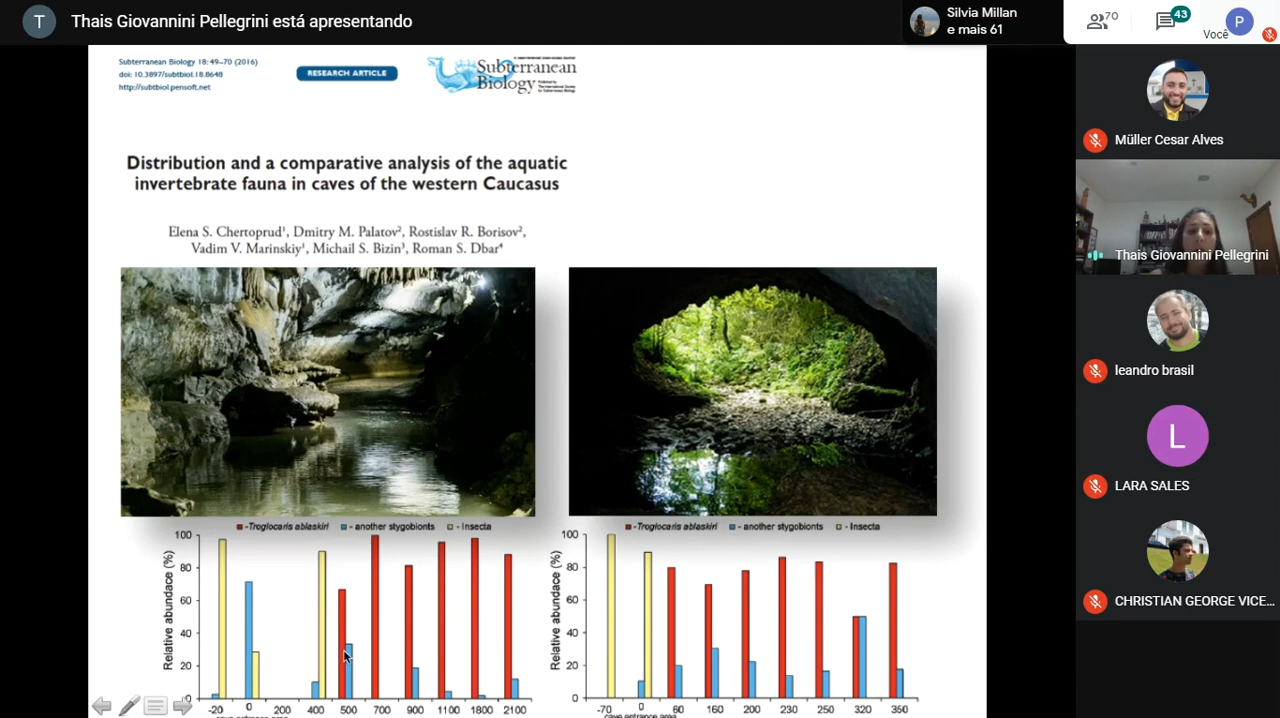 T
Thais Giovannini Pellegrini está apresentando
Silvia Millan
e mais 61
70
43
P
Você
Subterranean Biology 18: 49–70 (2016)
doi: 10.3897/subtbiol.18.8648
http://subtbiol.pensoft.net
RESEARCH ARTICLE
Subterranean
Biology
Distribution and a comparative analysis of the aquatic
invertebrate fauna in caves of the western Caucasus
Elena S. Chertoprud¹, Dmitry M. Palatov², Rostislav R. Borisov²,
Vadim V. Marinskiy¹, Michail S. Bizin³, Roman S. Dbar⁴
-Troglocaris ablaskiri - another stygobionts - Insecta
Relative abundace (%)
100
80
60
40
20
0
-20 0 200 400 500 700 900 1100 1800 2100
cave entrance area
-Troglocaris ablaskiri - another stygobionts - Insecta
Relative abundace (%)
100
80
60
40
20
0
-70 0 60 160 200 230 250 320 350
cave entrance area
Müller Cesar Alves
Thais Giovannini Pellegrini
leandro brasil
L
LARA SALES
CHRISTIAN GEORGE VICE...